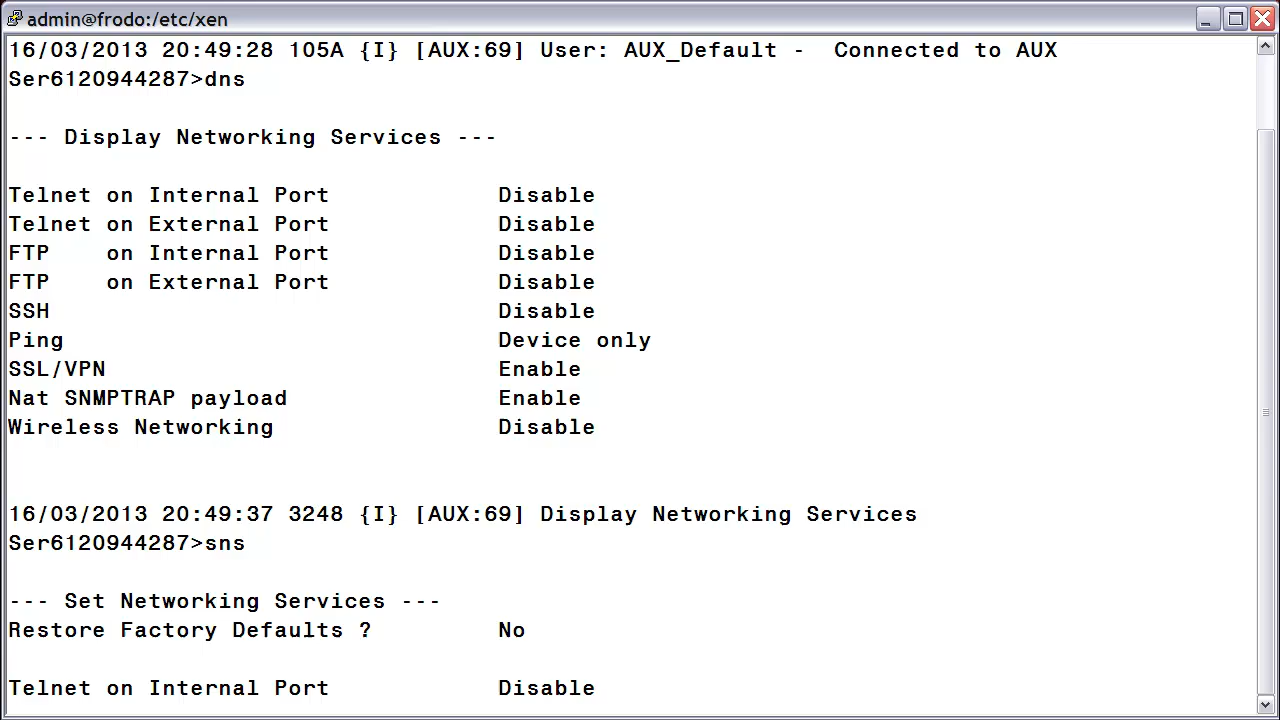 admin@frodo:/etc/xen
16/03/2013 20:49:28 105A {I} [AUX:69] User: AUX_Default -  Connected to AUX
Ser6120944287>dns
--- Display Networking Services ---
Telnet on Internal Port Disable
Telnet on External Port Disable
FTP on Internal Port Disable
FTP on External Port Disable
SSH Disable
Ping Device only
SSL/VPN Enable
Nat SNMPTRAP payload Enable
Wireless Networking Disable
16/03/2013 20:49:37 3248 {I} [AUX:69] Display Networking Services
Ser6120944287>sns
--- Set Networking Services ---
Restore Factory Defaults ? No
Telnet on Internal Port Disable